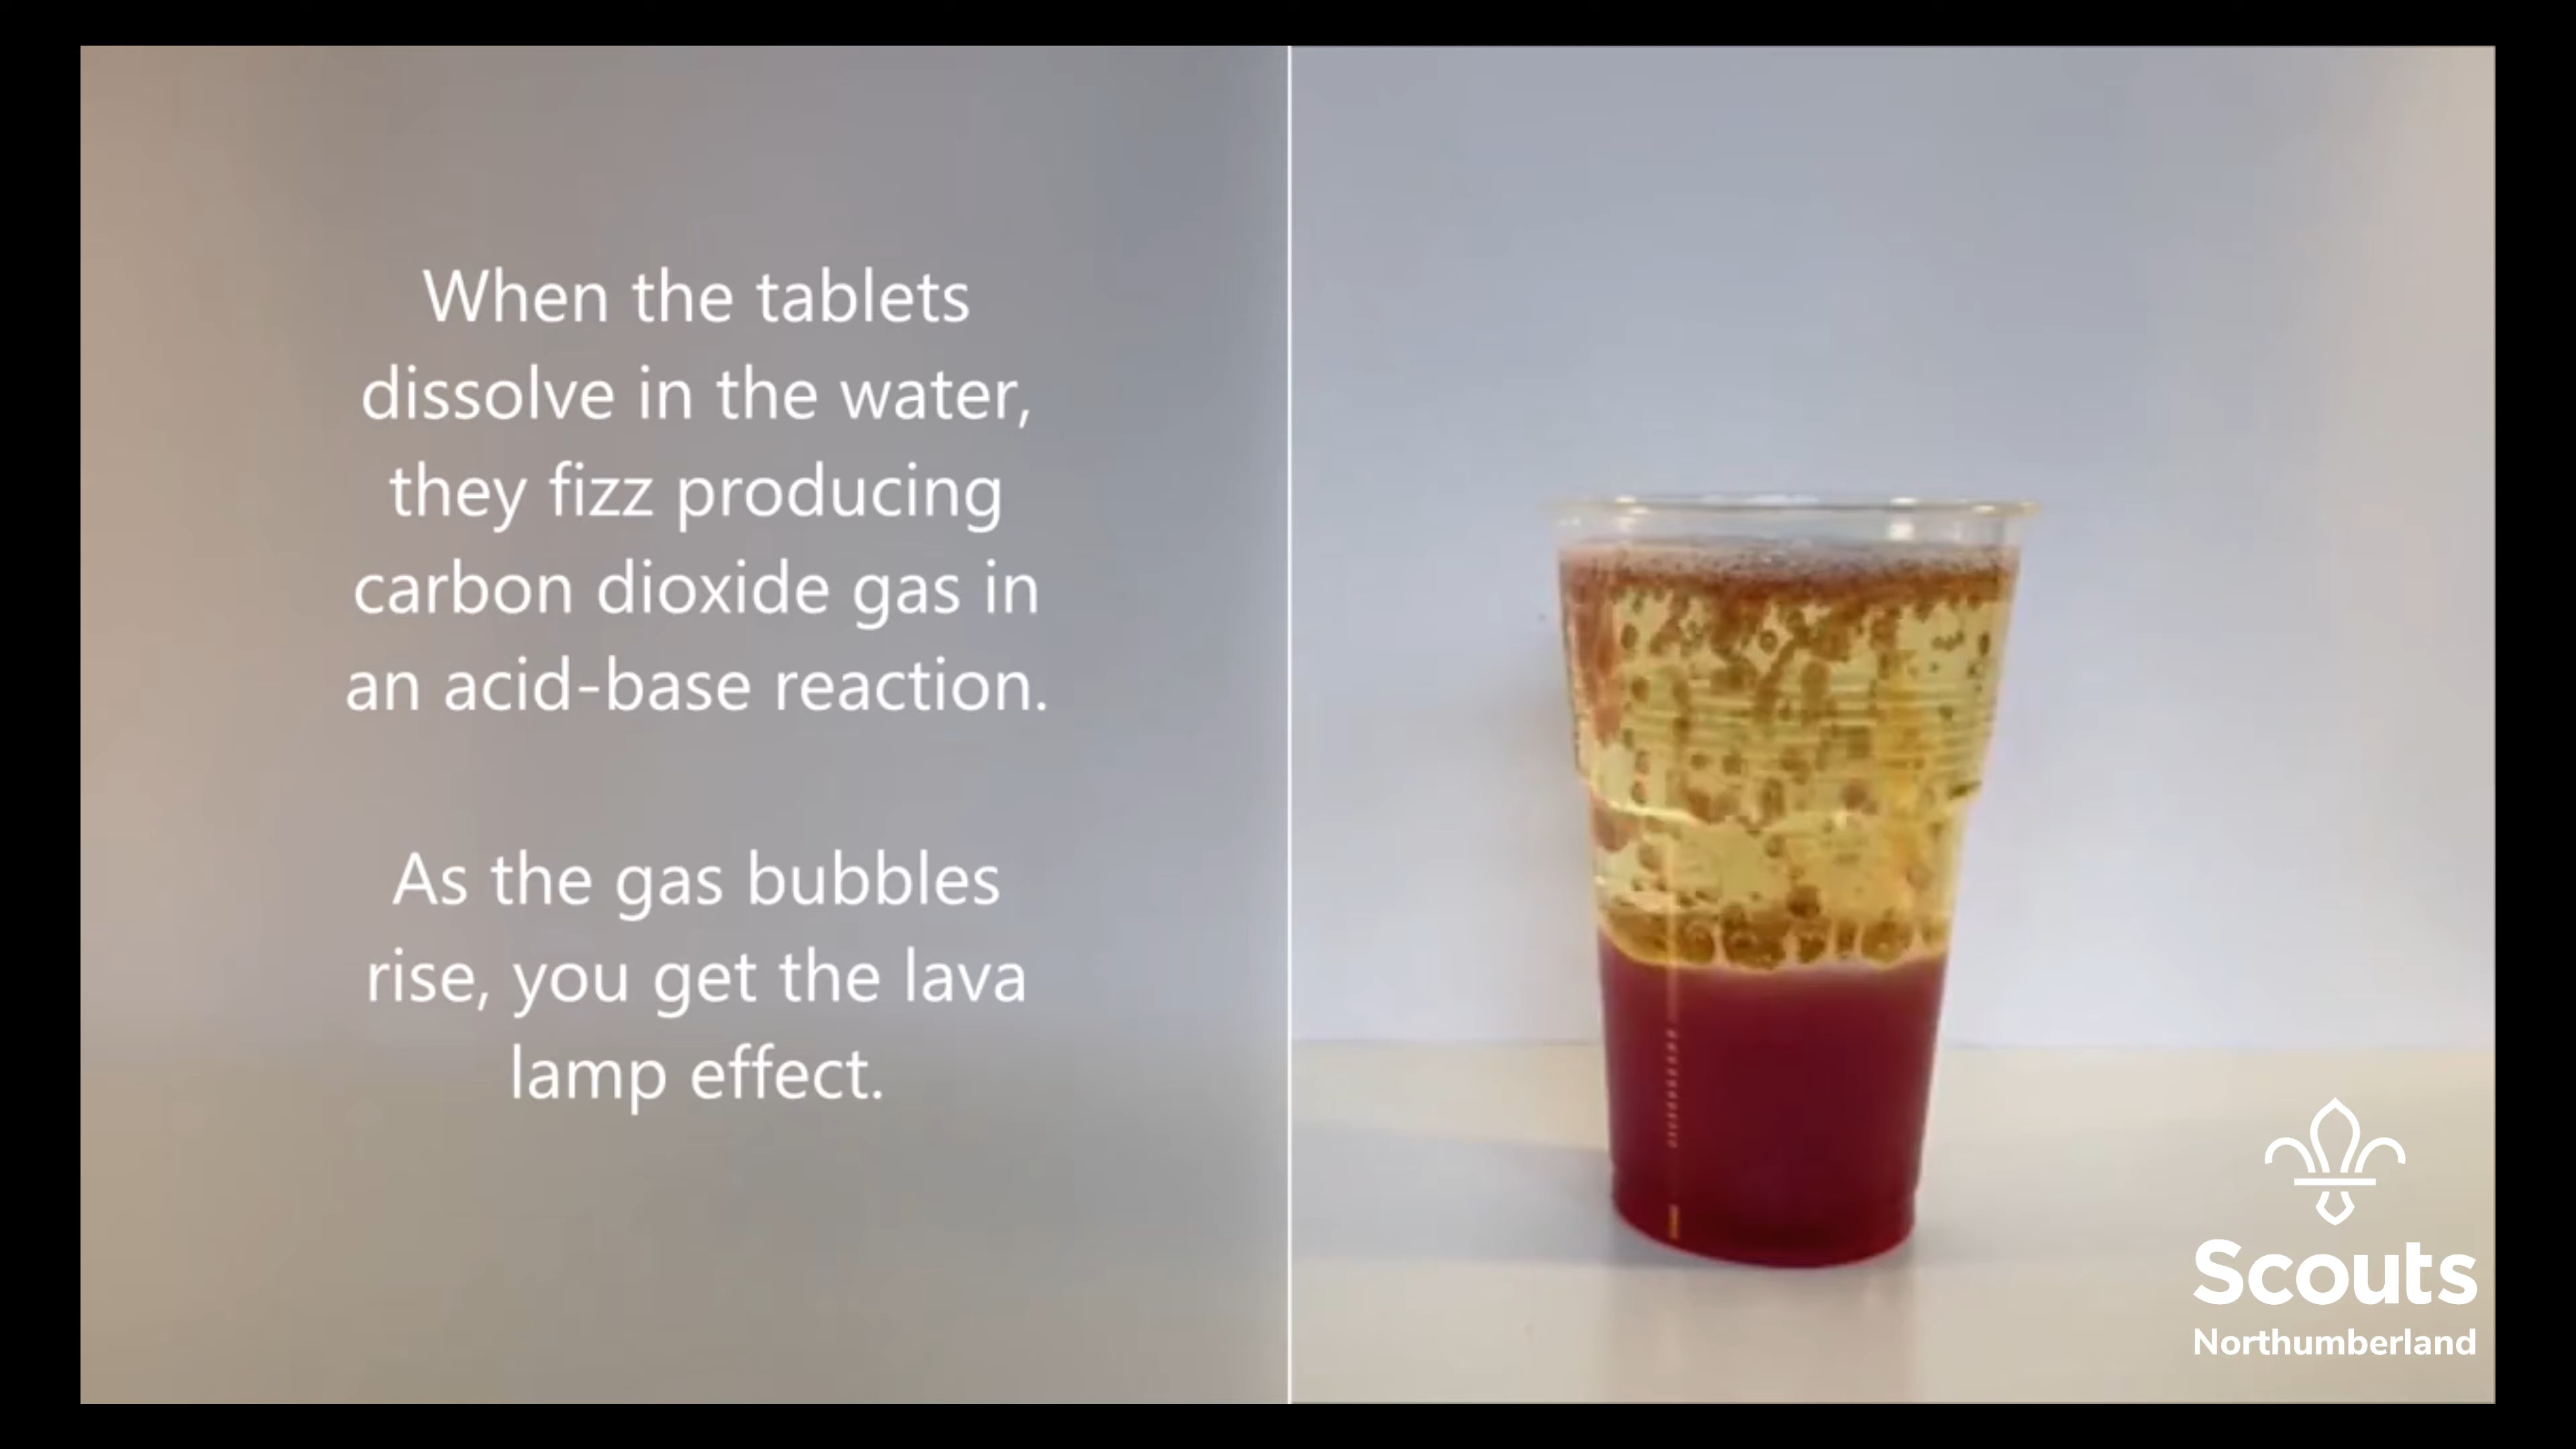 When the tablets
dissolve in the water,
they fizz producing
carbon dioxide gas in
an acid-base reaction.
As the gas bubbles
rise, you get the lava
lamp effect.
Scouts
Northumberland